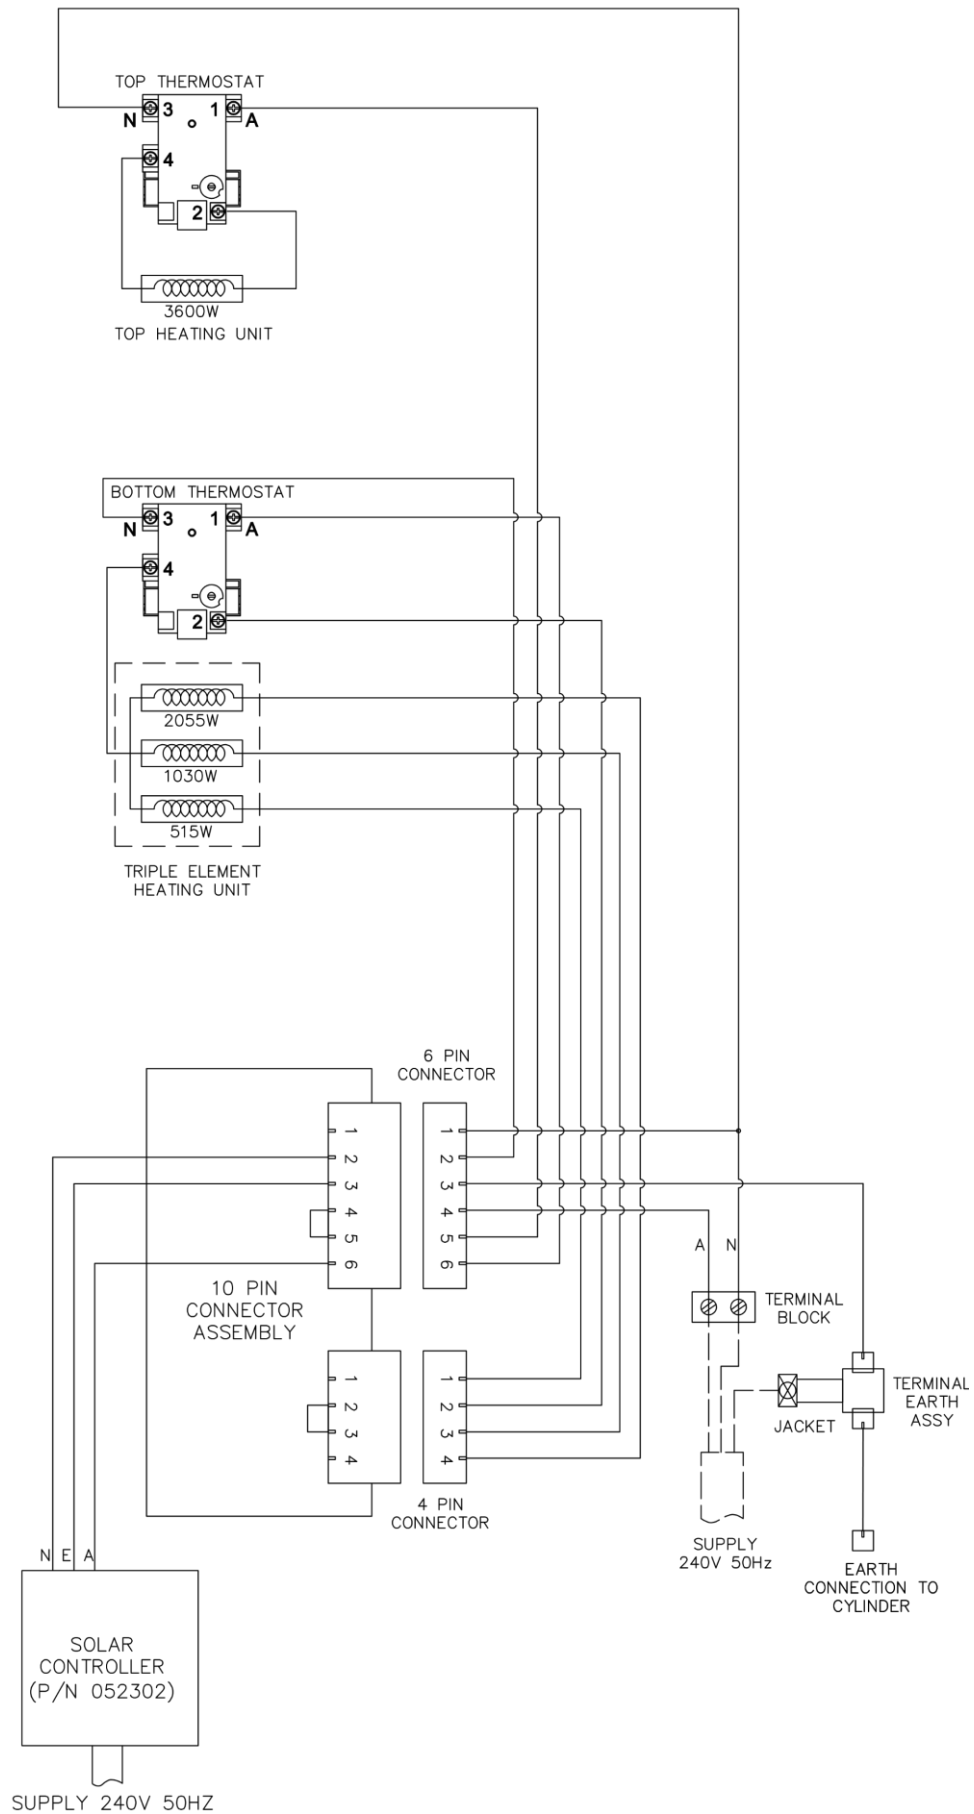 TOP THERMOSTAT
3 1
N A
4
2
3600W
TOP HEATING UNIT
BOTTOM THERMOSTAT
3 1
N A
4
2
2055W
1030W
515W
TRIPLE ELEMENT
HEATING UNIT
6 PIN
CONNECTOR
1 1
2 2
3 3
4 4
5 5
6 6
10 PIN
CONNECTOR
ASSEMBLY
A N
TERMINAL
BLOCK
1 1
2 2
3 3
4 4
4 PIN
CONNECTOR
JACKET
TERMINAL
EARTH
ASSY
SUPPLY
240V 50Hz
EARTH
CONNECTION TO
CYLINDER
N E A
SOLAR
CONTROLLER
(P/N 052302)
SUPPLY 240V 50HZ